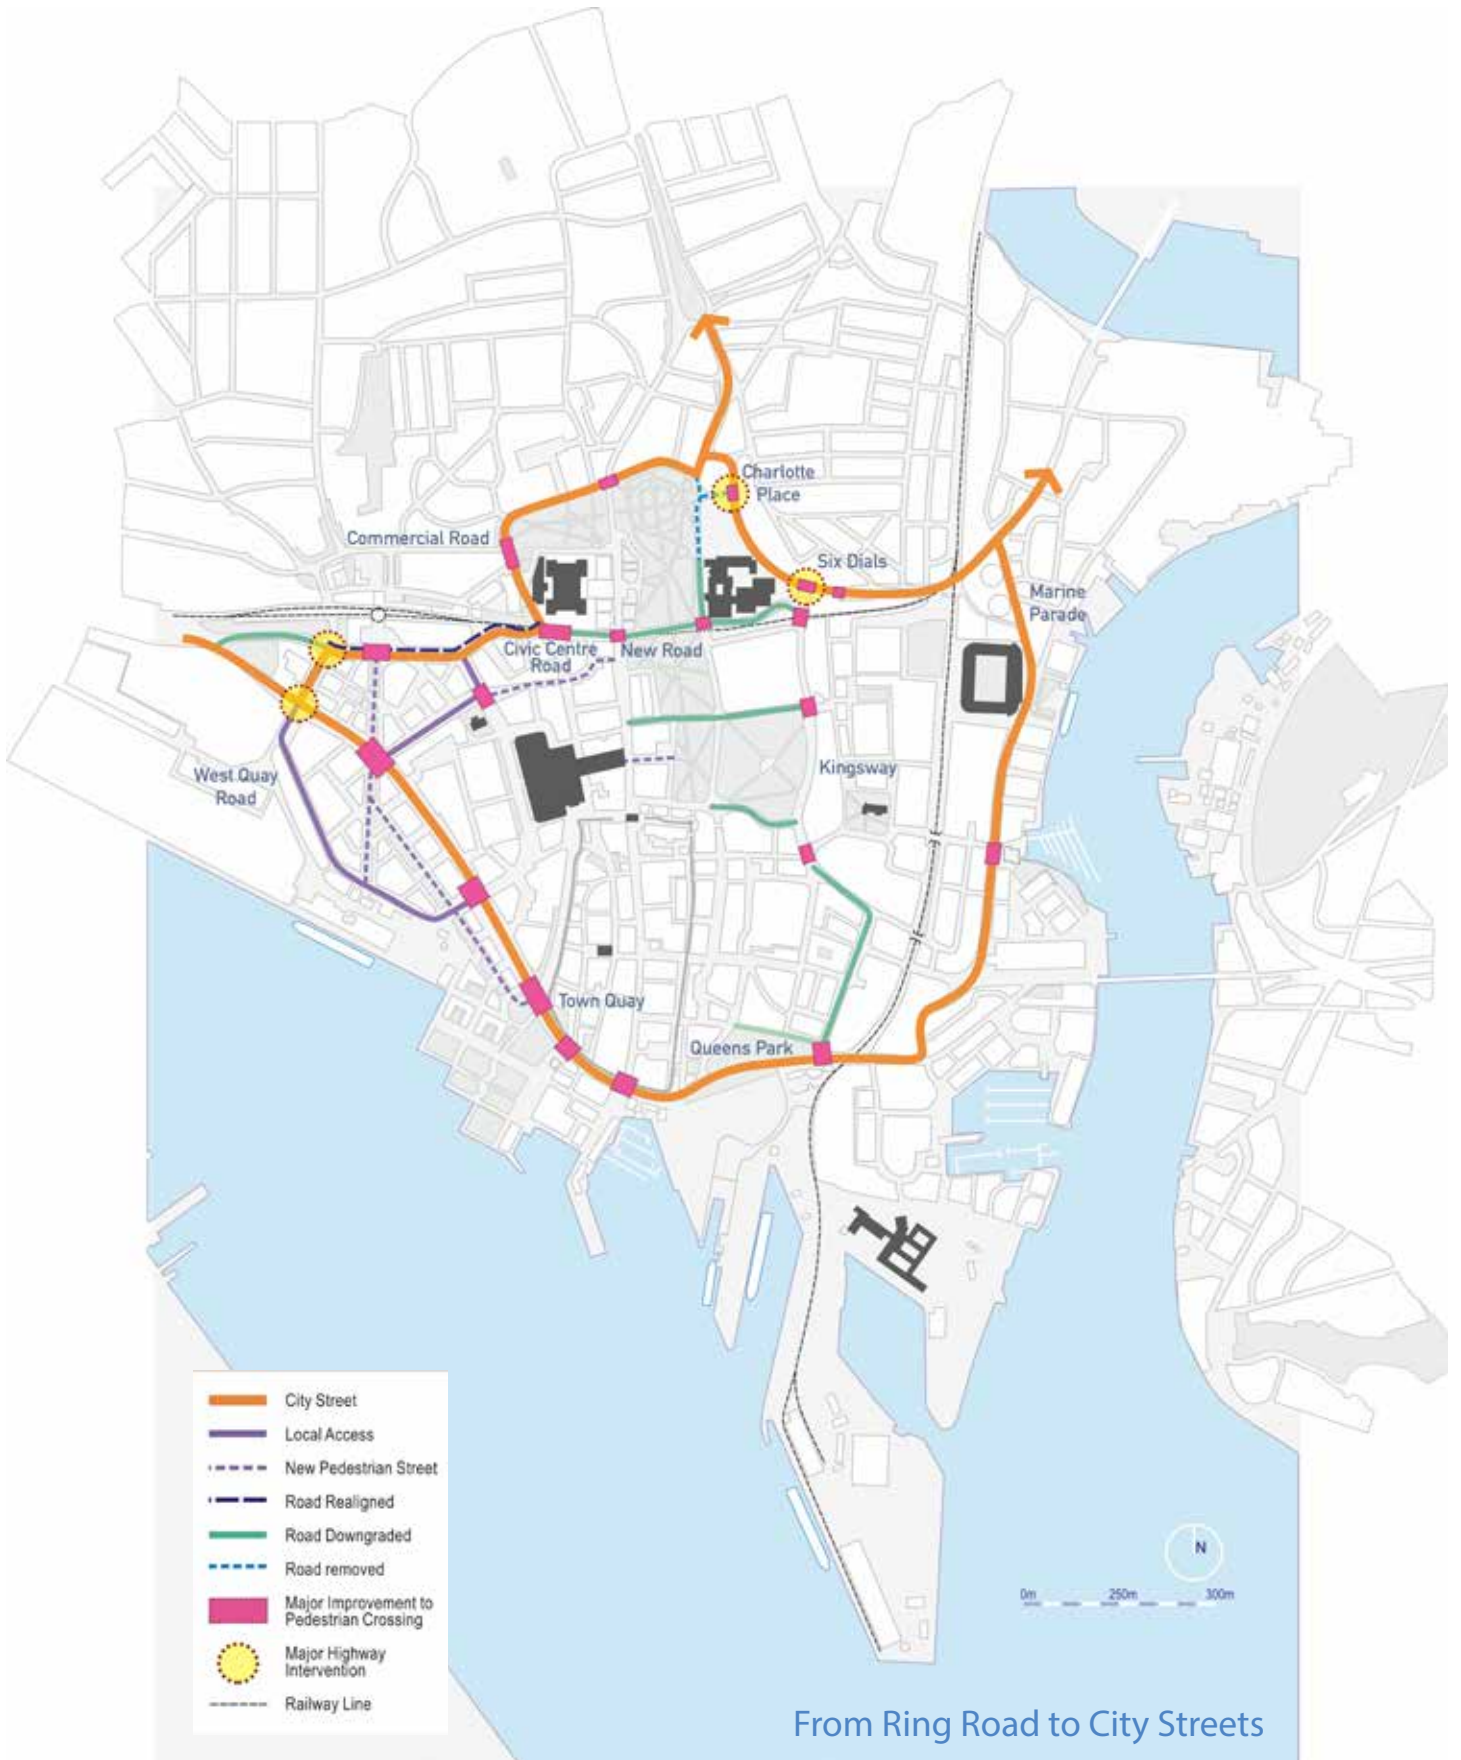 Charlotte
Place
Commercial Road
Six Dials
Marine
Parade
Civic Centre
Road
New Road
West Quay
Road
Kingsway
Town Quay
Queens Park
City Street
Local Access
New Pedestrian Street
Road Realigned
Road Downgraded
Road removed
Major Improvement to
Pedestrian Crossing
Major Highway
Intervention
Railway Line
N
0m 250m 300m
From Ring Road to City Streets